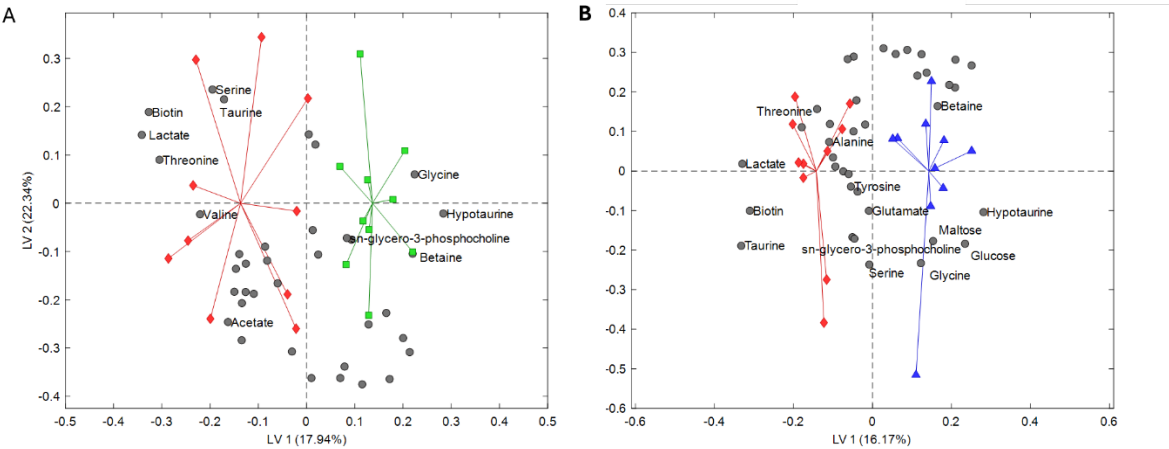 A
LV 2 (22.34%)
0.3
0.2
0.1
0
-0.1
-0.2
-0.3
-0.4
Serine
Taurine
Biotin
Lactate
Threonine
Glycine
Valine
Hypotaurine
sn-glycero-3-phosphocholine
Betaine
Acetate
-0.5 -0.4 -0.3 -0.2 -0.1 0 0.1 0.2 0.3 0.4 0.5
LV 1 (17.94%)
B
0.4
0.3
0.2
0.1
0
-0.1
-0.2
-0.3
-0.4
-0.5
-0.6
Threonine
Betaine
Alanine
Lactate
Tyrosine
Biotin
Glutamate
Hypotaurine
Taurine
Maltose
sn-glycero-3-phosphocholine
Glucose
Serine
Glycine
-0.6 -0.4 -0.2 0 0.2 0.4 0.6
LV 1 (16.17%)